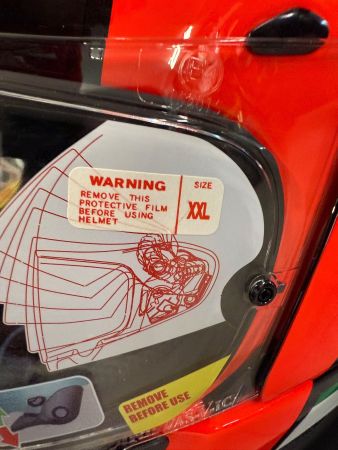 WARNING
REMOVE THIS
PROTECTIVE FILM
BEFORE USING
HELMET
SIZE
XXL
REMOVE
BEFORE USE